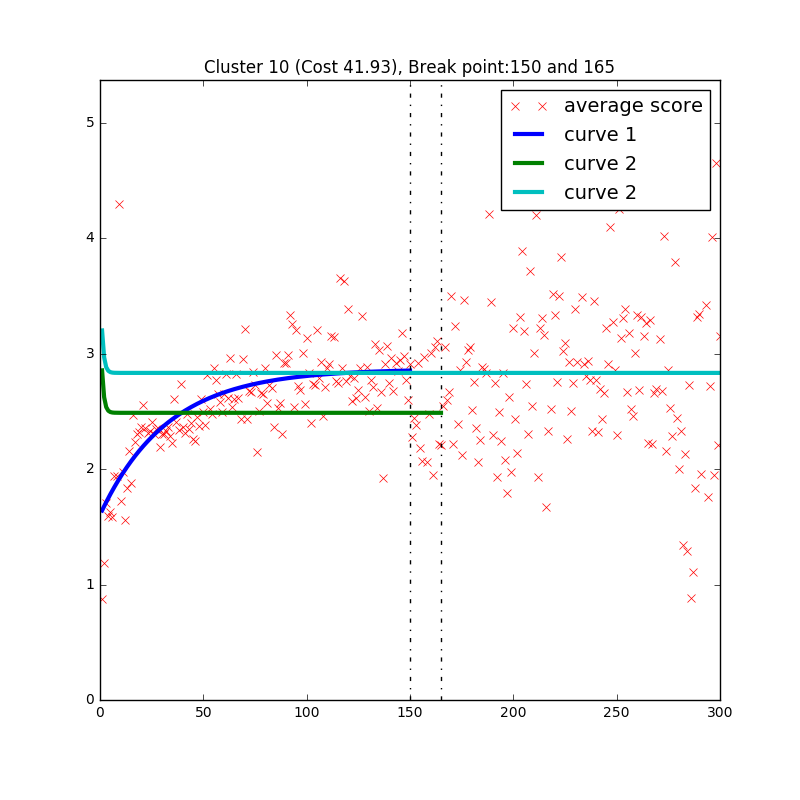 Cluster 10 (Cost 41.93), Break point:150 and 165
average score
curve 1
curve 2
curve 2
5
4
3
2
1
0
0 50 100 150 200 250 300